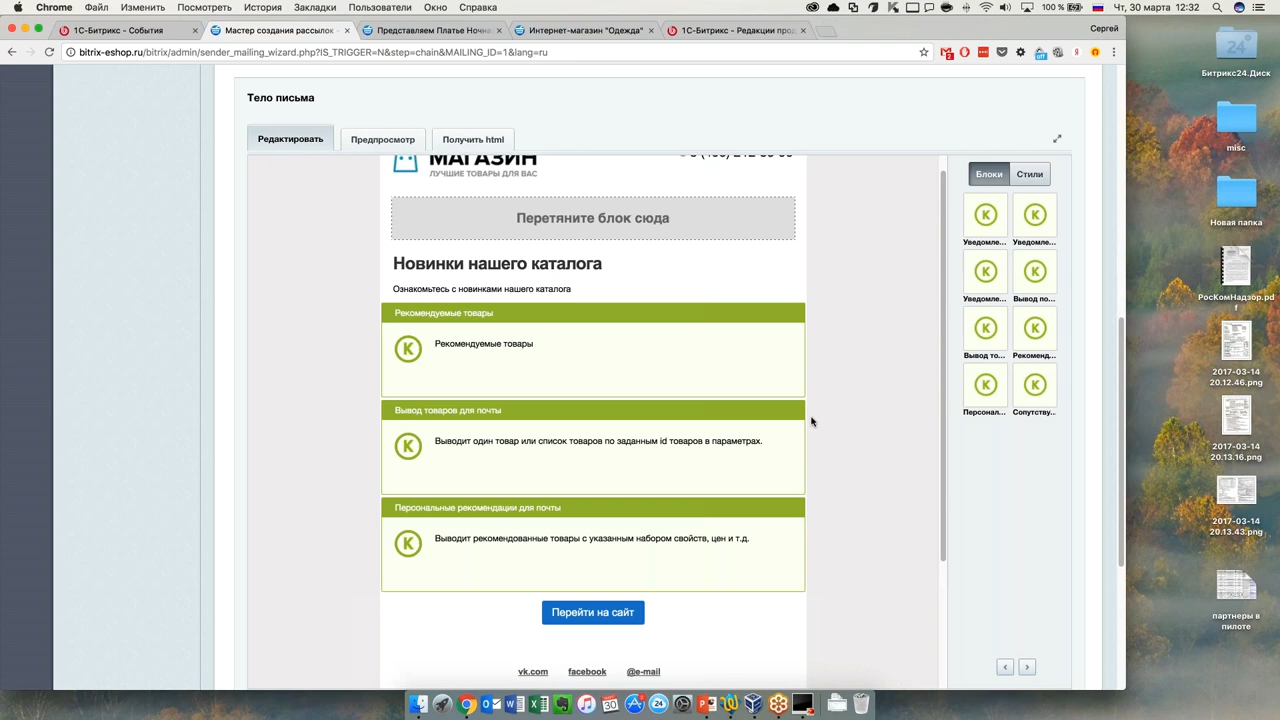 Chrome Файл Изменить Просмотреть История Закладки Пользователи Окно Справка 100 % Чт, 30 марта 12:32
1С-Битрикс - События
Мастер создания рассылок -
Представляем Платье Ночна
Интернет-магазин "Одежда"
1С-Битрикс - Редакции прод
Сергей
bitrix-eshop.ru/bitrix/admin/sender_mailing_wizard.php?IS_TRIGGER=N&step=chain&MAILING_ID=1&lang=ru
Тело письма
Редактировать Предпросмотр Получить html
МАГАЗИН
ЛУЧШИЕ ТОВАРЫ ДЛЯ ВАС
Перетяните блок сюда
Новинки нашего каталога
Ознакомьтесь с новинками нашего каталога
Рекомендуемые товары
Рекомендуемые товары
Вывод товаров для почты
Выводит один товар или список товаров по заданным id товаров в параметрах.
Персональные рекомендации для почты
Выводит рекомендованные товары с указанным набором свойств, цен и т.д.
Перейти на сайт
vk.com facebook @e-mail
Блоки Стили
Уведомле... Уведомле...
Уведомле... Вывод по...
Вывод то... Рекоменд...
Персонал... Сопутству...
Битрикс24.Диск
misc
Новая папка
РосКомНадзор.pd
f
2017-03-14
20.12.46.png
2017-03-14
20.13.16.png
2017-03-14
20.13.43.png
партнеры в
пилоте